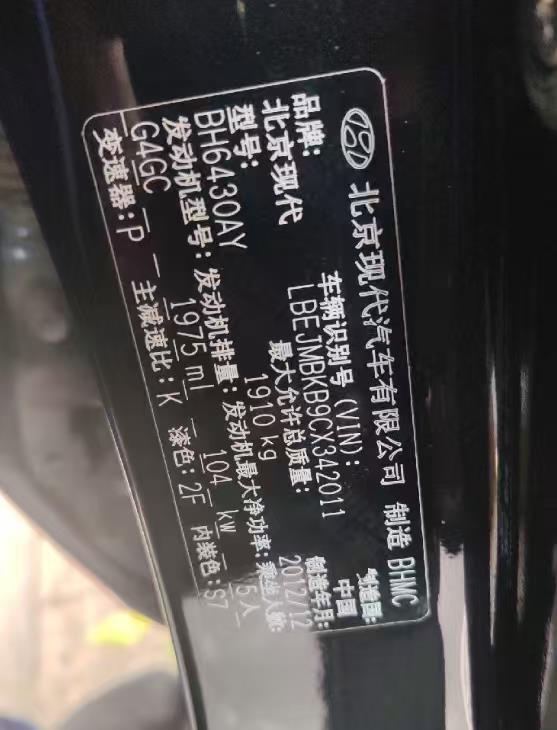 北京现代汽车有限公司 制造 BHMC
品牌: 车辆识别号(VIN): 制造国:
北京现代 LBEJMBKB9CX342011 中国
型号: 最大允许总质量: 制造年月:
BH6430AY 1910 kg 2012/12
发动机型号: 发动机排量: 发动机最大净功率: 乘坐人数:
G4GC 1975 ml 104 kw 5人
变速器:P 主减速比:K 漆色:2F 内装色:S7